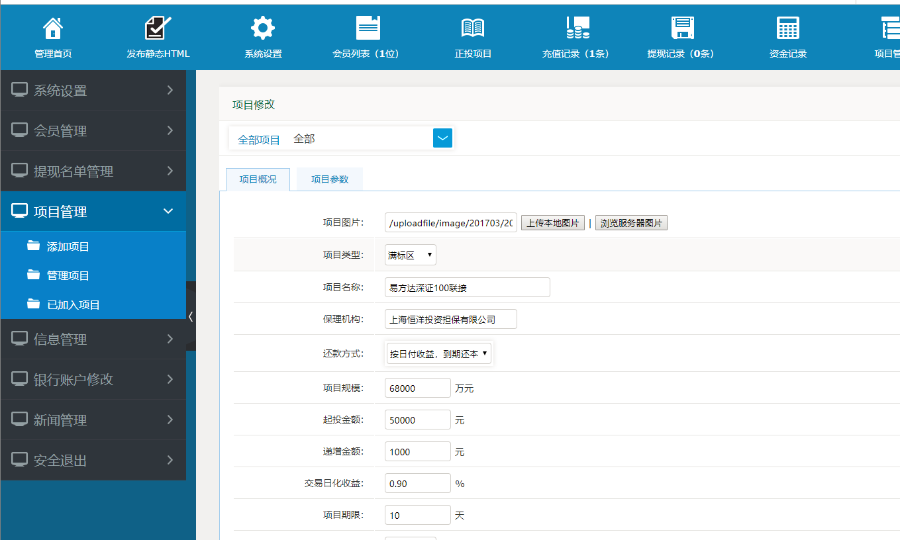 管理首页 发布静态HTML 系统设置 会员列表（1位） 正投项目 充值记录（1条） 提现记录（0条） 资金记录 项目管
系统设置
会员管理
提现名单管理
项目管理
添加项目
管理项目
已加入项目
信息管理
银行账户修改
新闻管理
安全退出
项目修改
全部项目 全部
项目概况 项目参数
项目图片: /uploadfile/image/201703/20 上传本地图片 | 浏览服务器图片
项目类型: 满标区
项目名称: 易方达深证100联接
保理机构: 上海恒洋投资担保有限公司
还款方式: 按日付收益，到期还本
项目规模: 68000 万元
起投金额: 50000 元
递增金额: 1000 元
交易日化收益: 0.90 %
项目期限: 10 天